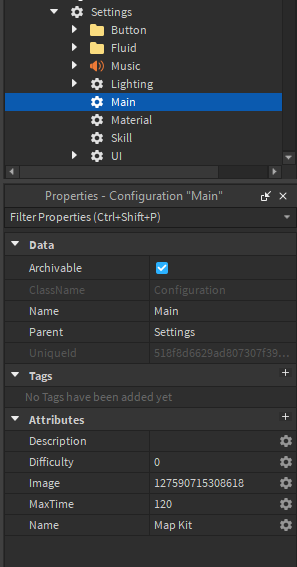 Settings
Button
Fluid
Music
Lighting
Main
Material
Skill
UI
Properties - Configuration "Main"
Filter Properties (Ctrl+Shift+P)
Data
Archivable
ClassName Configuration
Name Main
Parent Settings
UniqueId 518f8d6629ad807307f39...
Tags +
No Tags have been added yet
Attributes +
Description
Difficulty 0
Image 127590715308618
MaxTime 120
Name Map Kit